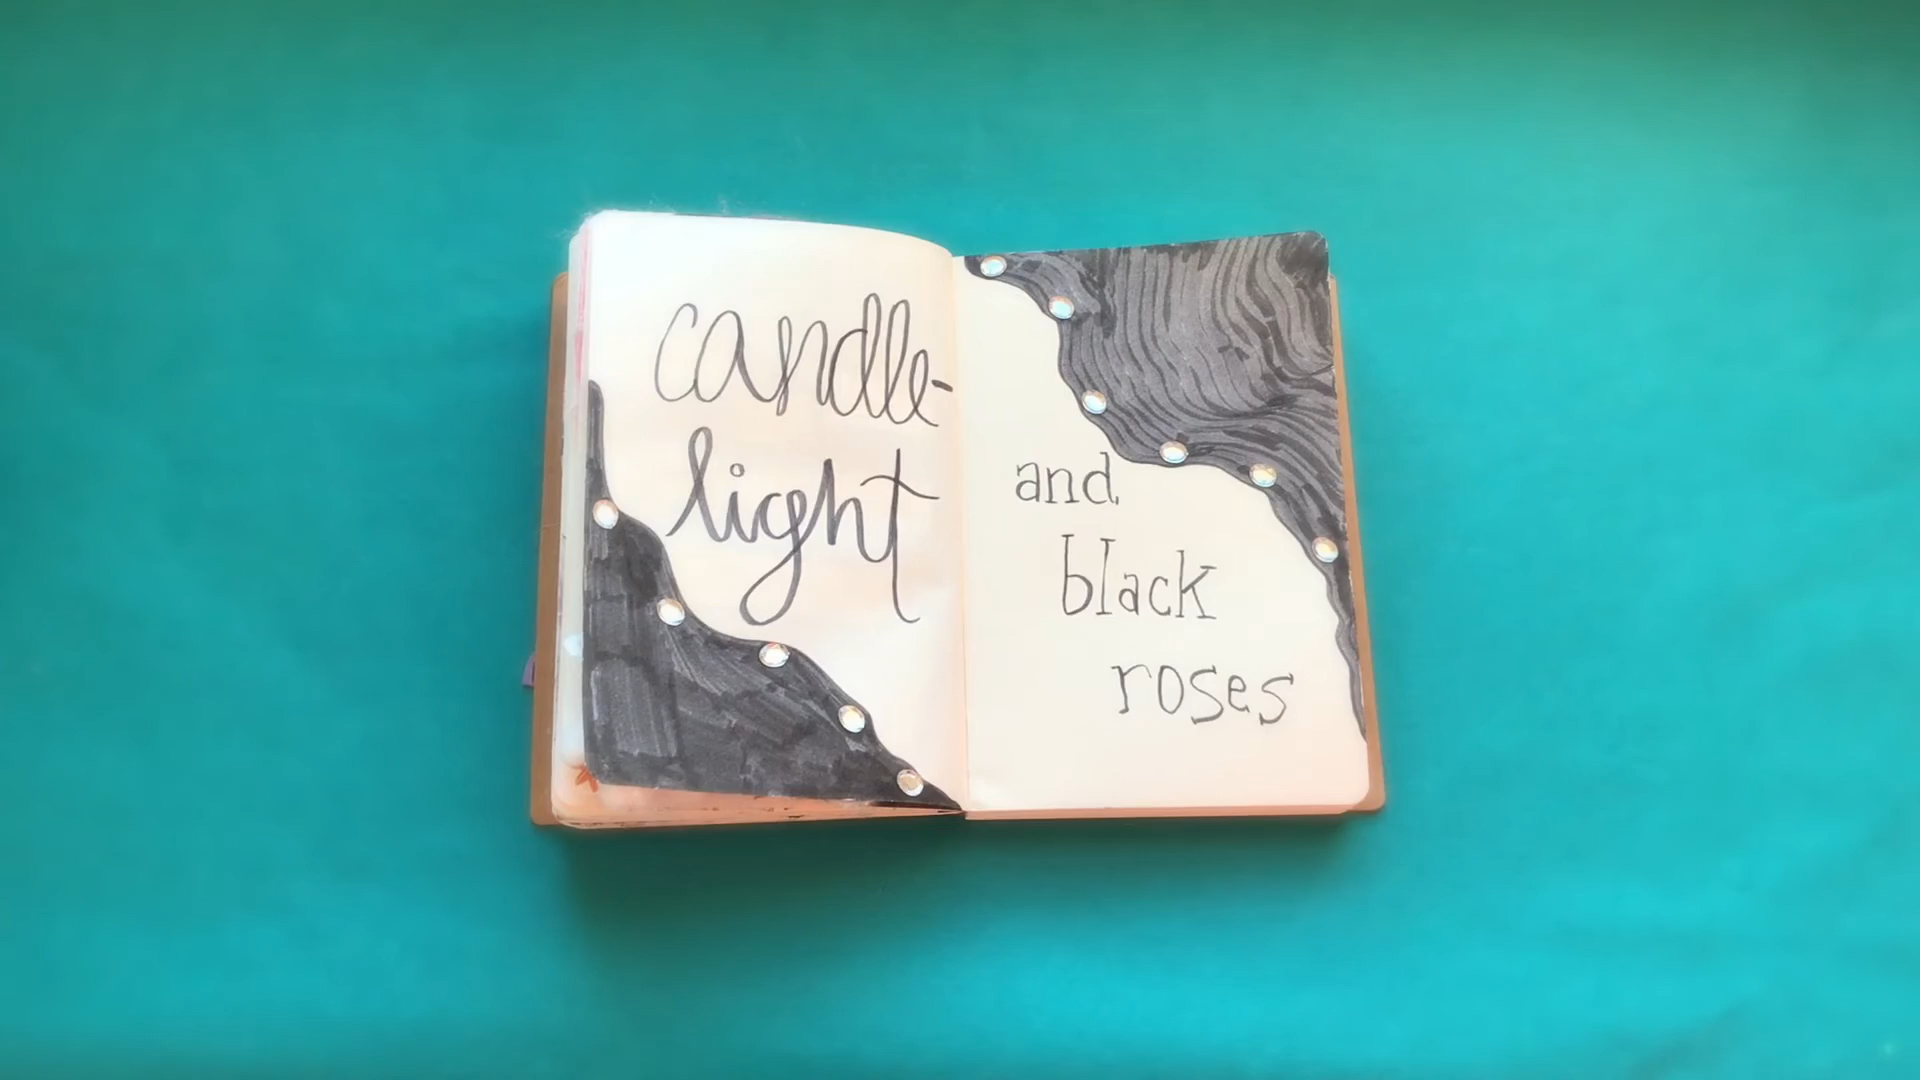 candle-
light
and
black
roses